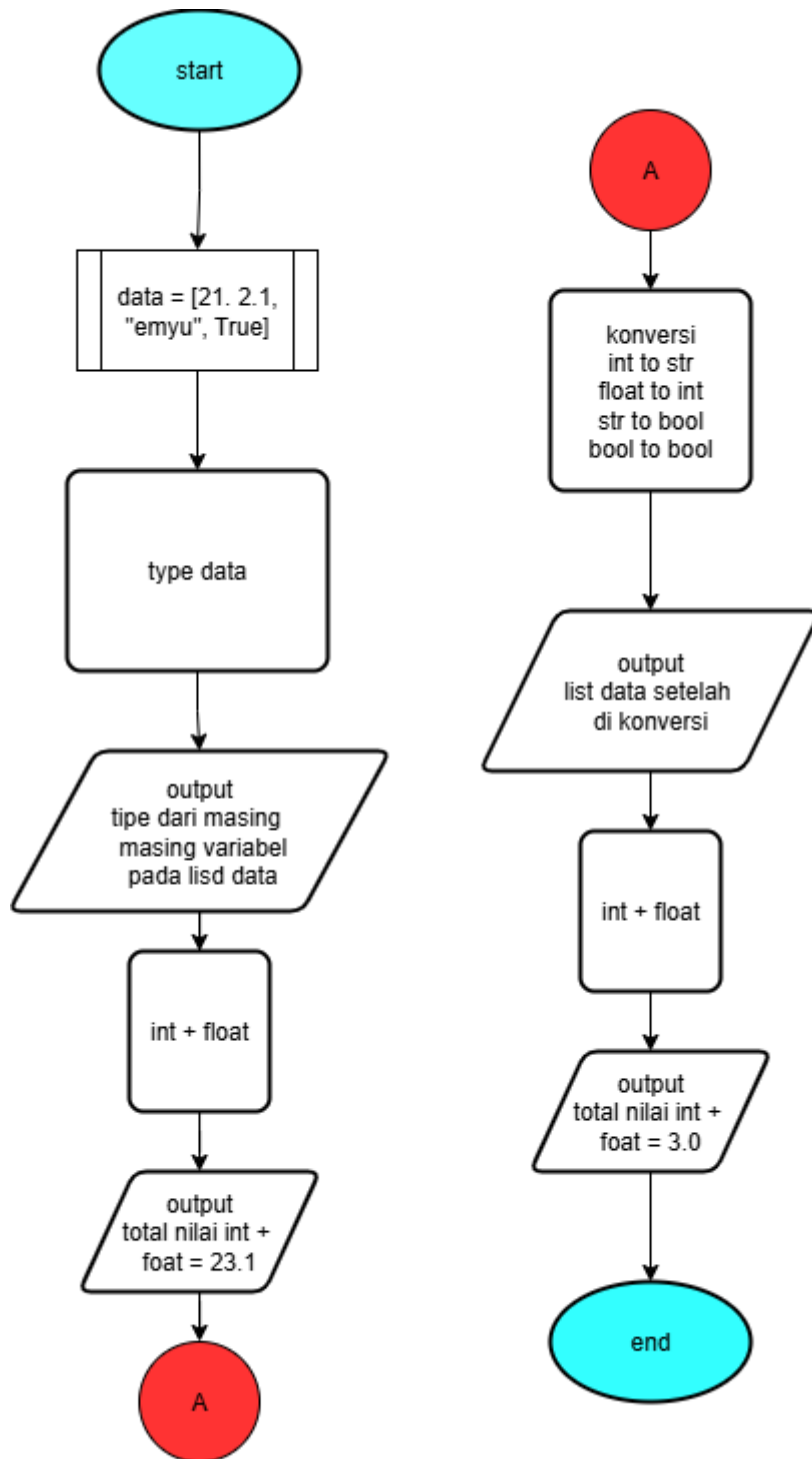 start
data = [21. 2.1,
"emyu", True]
type data
output
tipe dari masing
masing variabel
pada lisd data
int + float
output
total nilai int +
foat = 23.1
A
A
konversi
int to str
float to int
str to bool
bool to bool
output
list data setelah
di konversi
int + float
output
total nilai int +
foat = 3.0
end